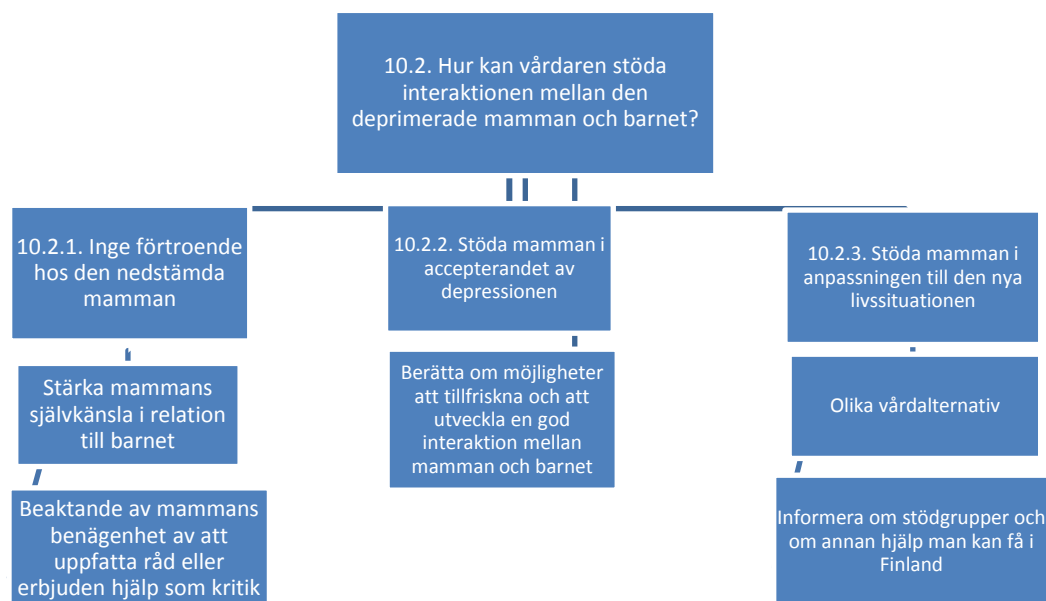 10.2. Hur kan vårdaren stöda
interaktionen mellan den
deprimerade mamman och barnet?
10.2.1. Inge förtroende
hos den nedstämda
mamman
10.2.2. Stöda mamman i
accepterandet av
depressionen
10.2.3. Stöda mamman i
anpassningen till den nya
livssituationen
Stärka mammans
självkänsla i relation
till barnet
Berätta om möjligheter
att tillfriskna och att
utveckla en god
interaktion mellan
mamman och barnet
Olika vårdalternativ
Beaktande av mammans
benägenhet av att
uppfatta råd eller
erbjuden hjälp som kritik
Informera om stödgrupper och
om annan hjälp man kan få i
Finland